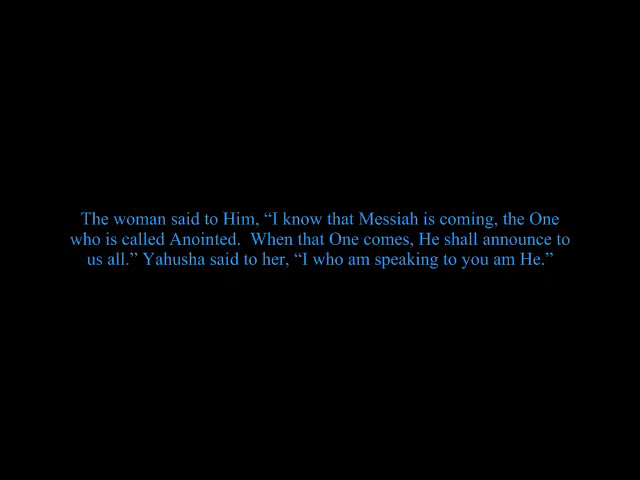 The woman said to Him, “I know that Messiah is coming, the One
who is called Anointed.  When that One comes, He shall announce to
us all.” Yahusha said to her, “I who am speaking to you am He.”